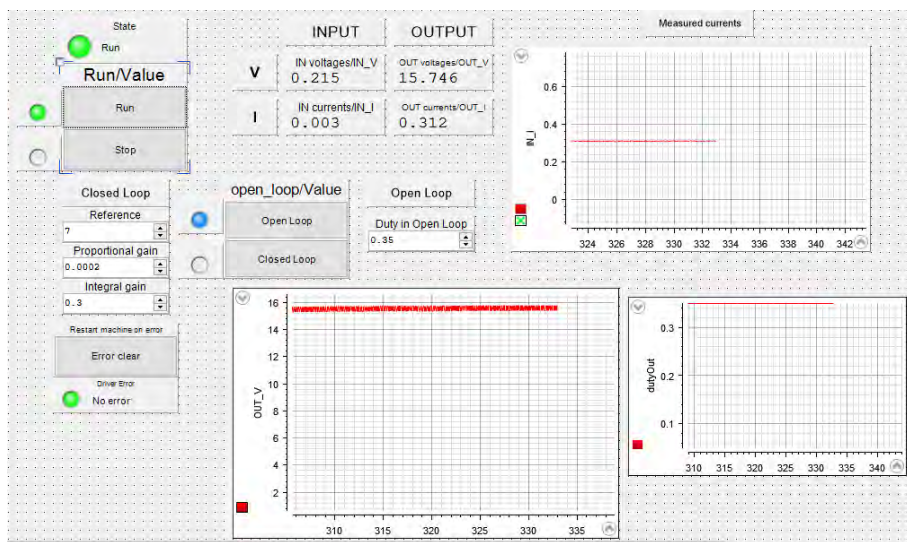 State
Run
Run/Value
Run
Stop
INPUT OUTPUT
V
IN voltages/IN_V OUT voltages/OUT_V
0.215 15.746
I
IN currents/IN_I OUT currents/OUT_I
0.003 0.312
Measured currents
IN_I
0.6
0.4
0.2
0
324 326 328 330 332 334 336 338 340 342
Closed Loop
Reference
7
Proportional gain
0.0002
Integral gain
0.3
open_loop/Value
Open Loop
Closed Loop
Open Loop
Duty in Open Loop
0.35
Restart machine on error
Error clear
Driver Error
No error
OUT_V
16
14
12
10
8
6
4
2
310 315 320 325 330 335
dutyOut
0.3
0.2
0.1
310 315 320 325 330 335 340